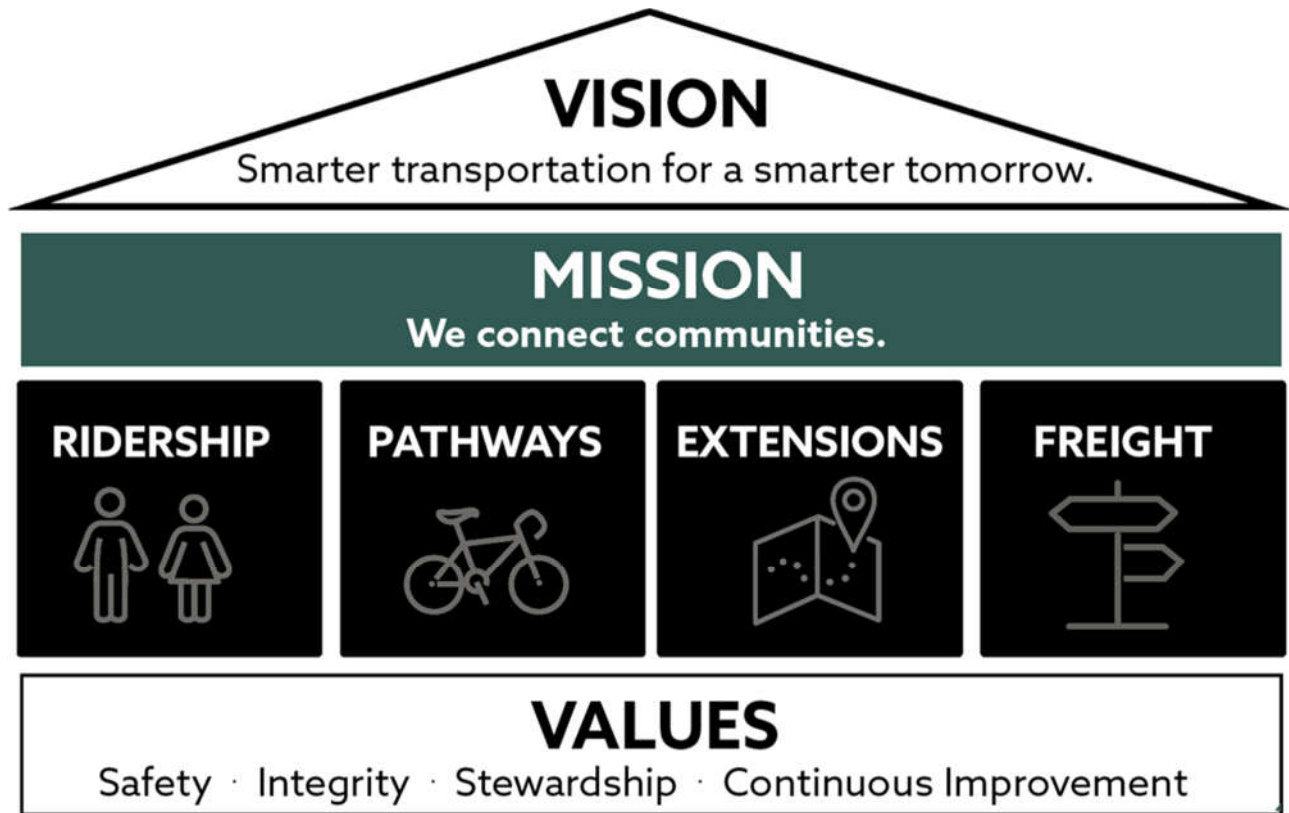 VISION
Smarter transportation for a smarter tomorrow.
MISSION
We connect communities.
RIDERSHIP
PATHWAYS
EXTENSIONS
FREIGHT
VALUES
Safety · Integrity · Stewardship · Continuous Improvement